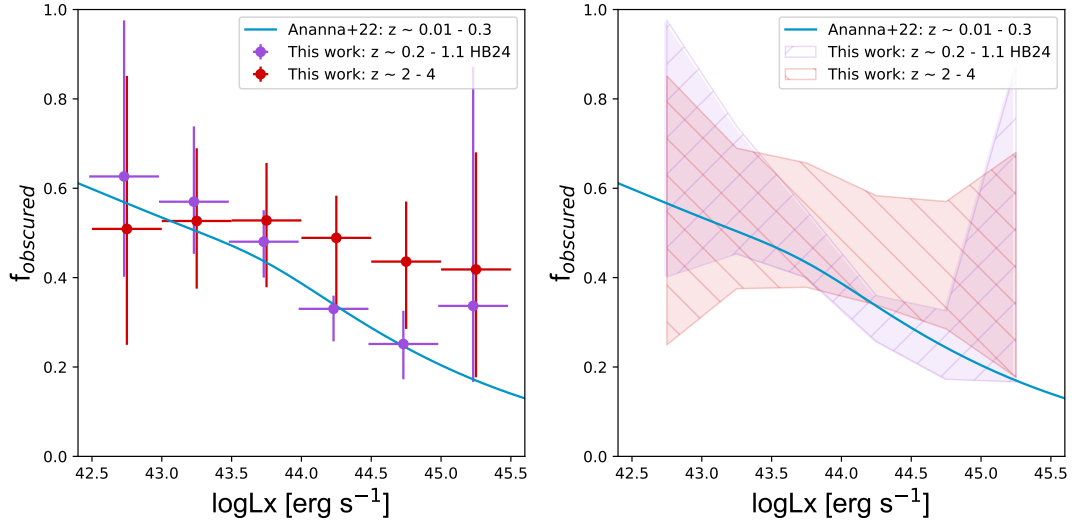 1.0
0.8
0.6
0.4
0.2
0.0
f_obscured
42.5 43.0 43.5 44.0 44.5 45.0 45.5
logLx [erg s⁻¹]
Ananna+22: z ~ 0.01 - 0.3
This work: z ~ 0.2 - 1.1 HB24
This work: z ~ 2 - 4
1.0
0.8
0.6
0.4
0.2
0.0
f_obscured
42.5 43.0 43.5 44.0 44.5 45.0 45.5
logLx [erg s⁻¹]
Ananna+22: z ~ 0.01 - 0.3
This work: z ~ 0.2 - 1.1 HB24
This work: z ~ 2 - 4